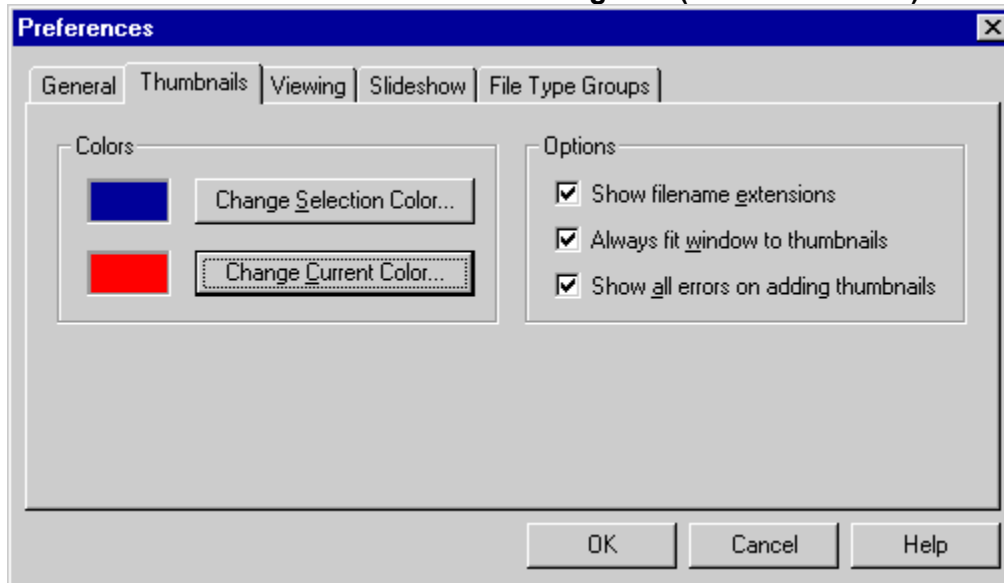 Preferences
General Thumbnails Viewing Slideshow File Type Groups
Colors
Change Selection Color...
Change Current Color...
Options
Show filename extensions
Always fit window to thumbnails
Show all errors on adding thumbnails
OK Cancel Help